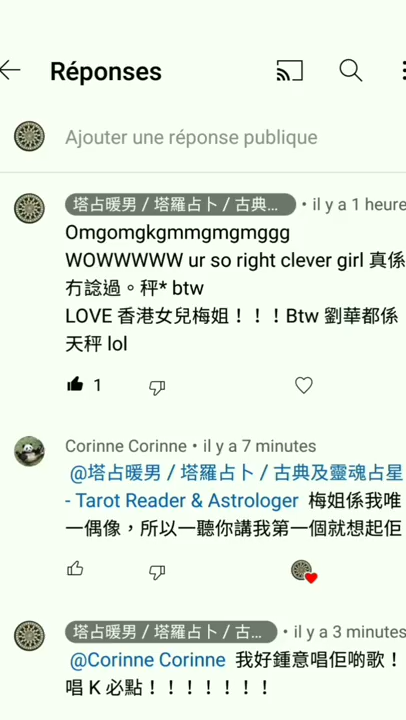 Réponses
Ajouter une réponse publique
塔占暖男 / 塔羅占卜 / 古典... • il y a 1 heure
Omgomgkgmmgmgmggg
WOWWWWW ur so right clever girl 真係
冇諗過。秤* btw
LOVE 香港女兒梅姐！！！Btw 劉華都係
天秤 lol
1
Corinne Corinne • il y a 7 minutes
@塔占暖男 / 塔羅占卜 / 古典及靈魂占星
- Tarot Reader & Astrologer 梅姐係我唯
一偶像，所以一聽你講我第一個就想起佢
塔占暖男 / 塔羅占卜 / 古... • il y a 3 minutes
@Corinne Corinne 我好鍾意唱佢啲歌！
唱 K 必點！！！！！！！